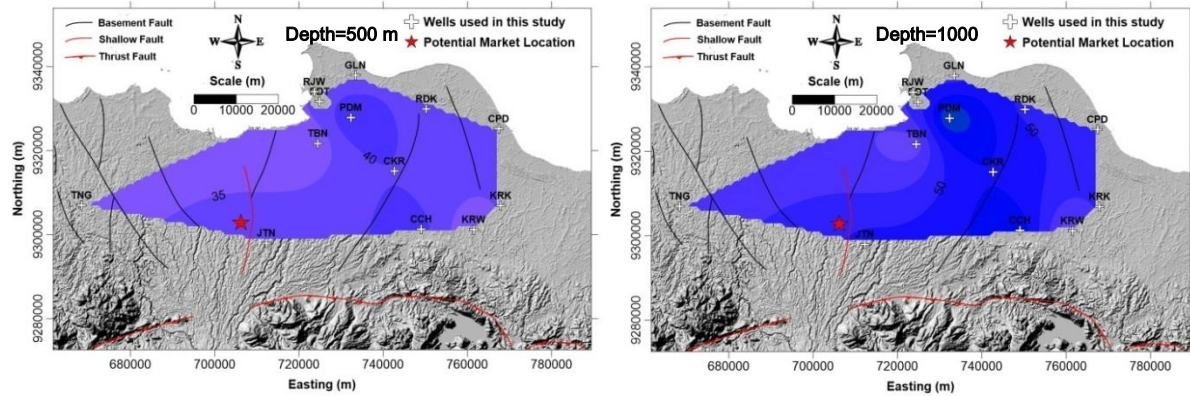 Basement Fault
Shallow Fault
Thrust Fault
N
W E
S
Depth=500 m
Wells used in this study
Potential Market Location
Scale (m)
0 10000 20000
GLN
RJW
PDM
RDK
TBN
CPD
40
CKR
TNG
35
KRK
CCH
KRW
JTN
9340000
9320000
9300000
9280000
Northing (m)
680000 700000 720000 740000 760000 780000
Easting (m)
Basement Fault
Shallow Fault
Thrust Fault
N
W E
S
Depth=1000
Wells used in this study
Potential Market Location
Scale (m)
0 10000 20000
GLN
RJW
PDM
RDK
50
TBN
CPD
CKR
TNG
50
KRK
CCH
KRW
JTN
9340000
9320000
9300000
9280000
Northing (m)
680000 700000 720000 740000 760000 780000
Easting (m)